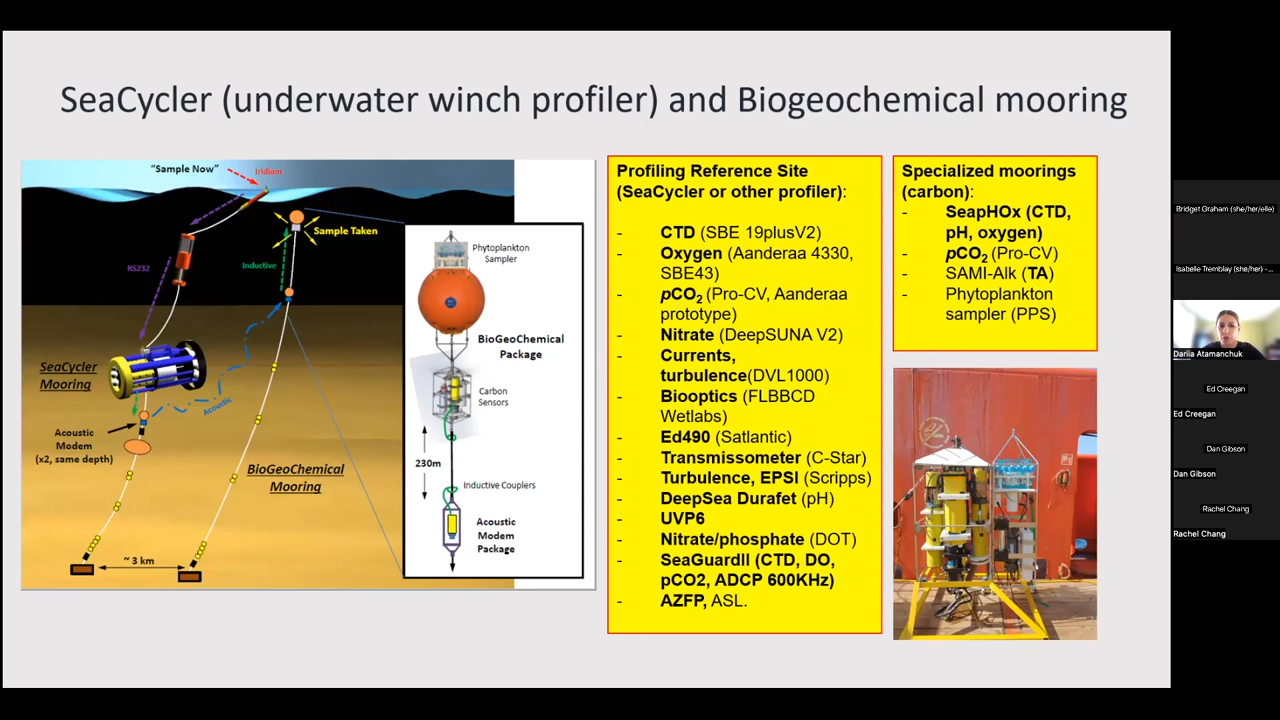 SeaCycler (underwater winch profiler) and Biogeochemical mooring
"Sample Now"
Iridium
Sample Taken
RS232
Inductive
SeaCycler
Mooring
Acoustic
Acoustic
Modem
(x2, same depth)
BioGeoChemical
Mooring
~ 3 km
Phytoplankton
Sampler
BioGeoChemical
Package
Carbon
Sensors
230m
Inductive Couplers
Acoustic
Modem
Package
Profiling Reference Site
(SeaCycler or other profiler):
- CTD (SBE 19plusV2)
- Oxygen (Aanderaa 4330,
SBE43)
- pCO2 (Pro-CV, Aanderaa
prototype)
- Nitrate (DeepSUNA V2)
- Currents,
turbulence(DVL1000)
- Biooptics (FLBBCD
Wetlabs)
- Ed490 (Satlantic)
- Transmissometer (C-Star)
- Turbulence, EPSI (Scripps)
- DeepSea Durafet (pH)
- UVP6
- Nitrate/phosphate (DOT)
- SeaGuardII (CTD, DO,
pCO2, ADCP 600KHz)
- AZFP, ASL.
Specialized moorings
(carbon):
- SeapHOx (CTD,
pH, oxygen)
- pCO2 (Pro-CV)
- SAMI-Alk (TA)
- Phytoplankton
sampler (PPS)
Bridget Graham (she/her/elle)
Isabelle Tremblay (she/her) -...
Dariia Atamanchuk
Ed Creegan
Ed Creegan
Dan Gibson
Dan Gibson
Rachel Chang
Rachel Chang